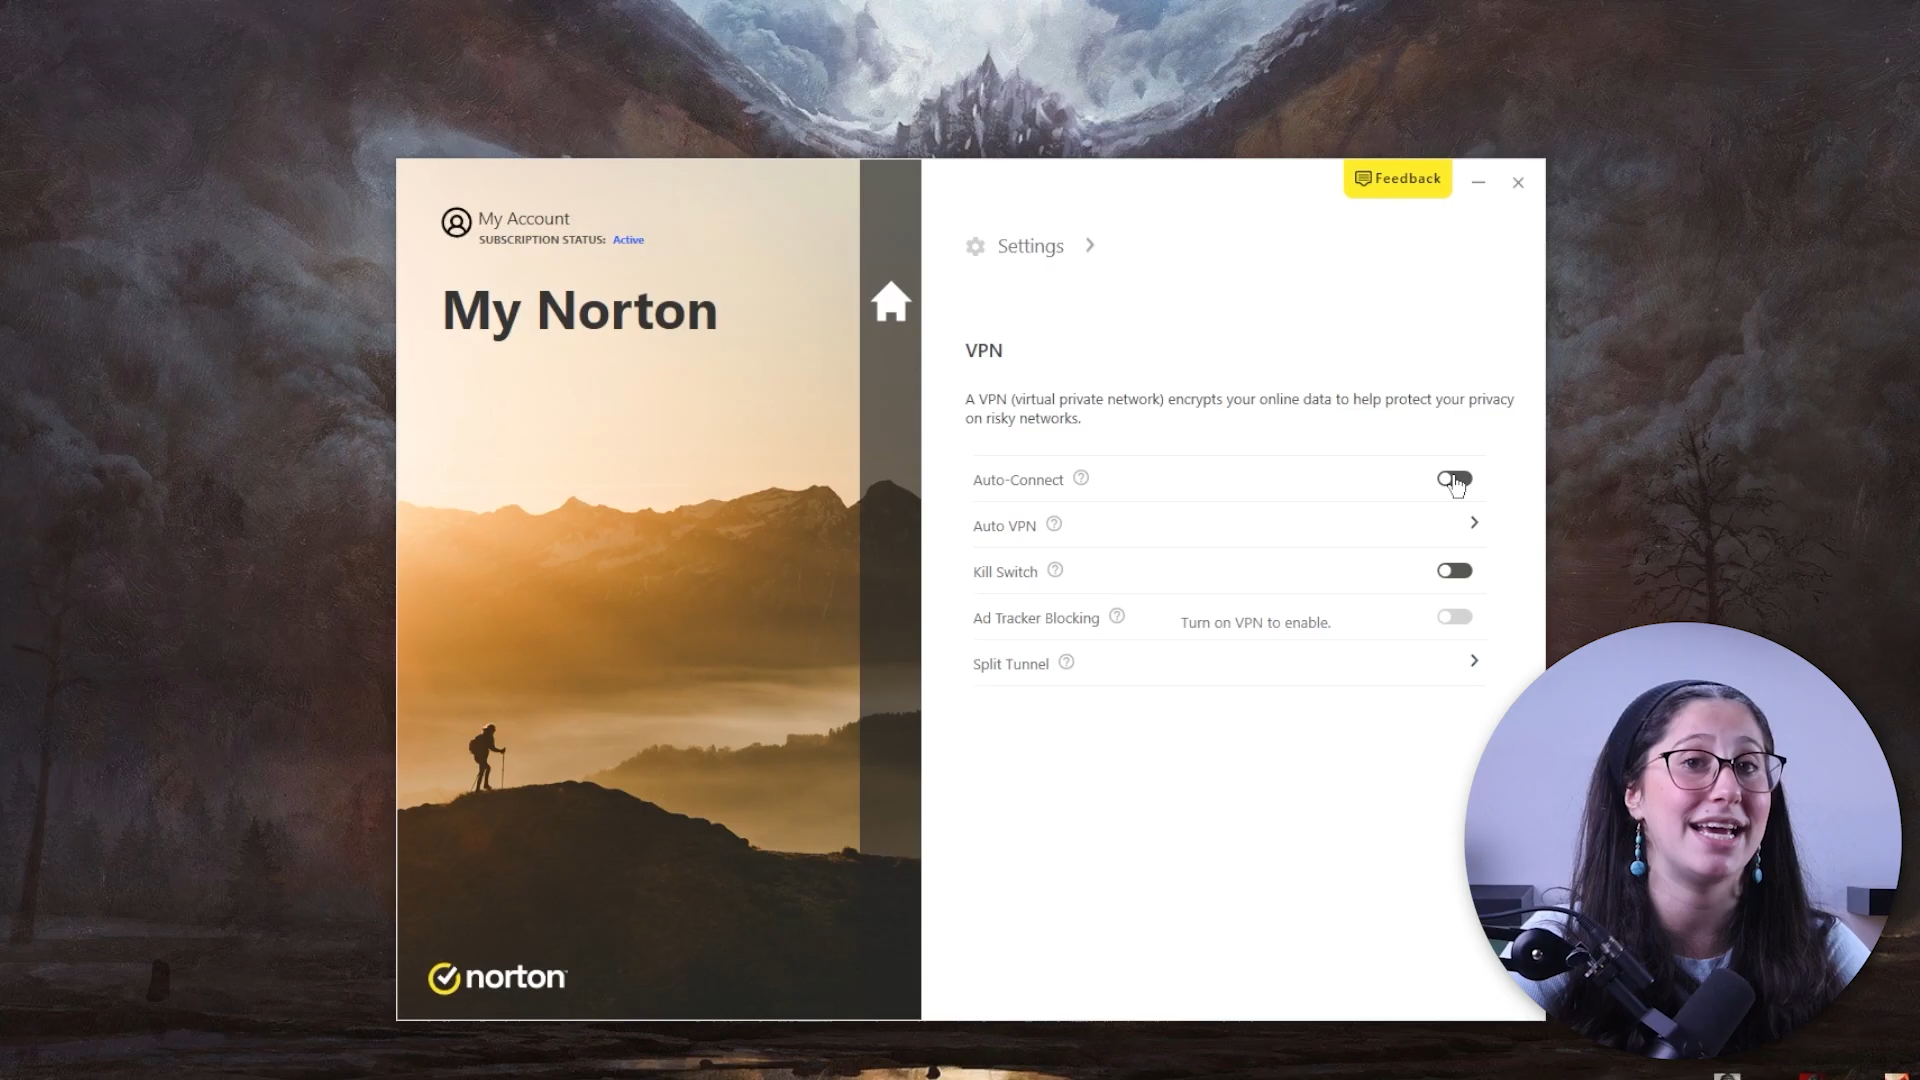 My Account
SUBSCRIPTION STATUS: Active
My Norton
norton
Feedback
Settings
VPN
A VPN (virtual private network) encrypts your online data to help protect your privacy
on risky networks.
Auto-Connect
Auto VPN
Kill Switch
Ad Tracker Blocking Turn on VPN to enable.
Split Tunnel